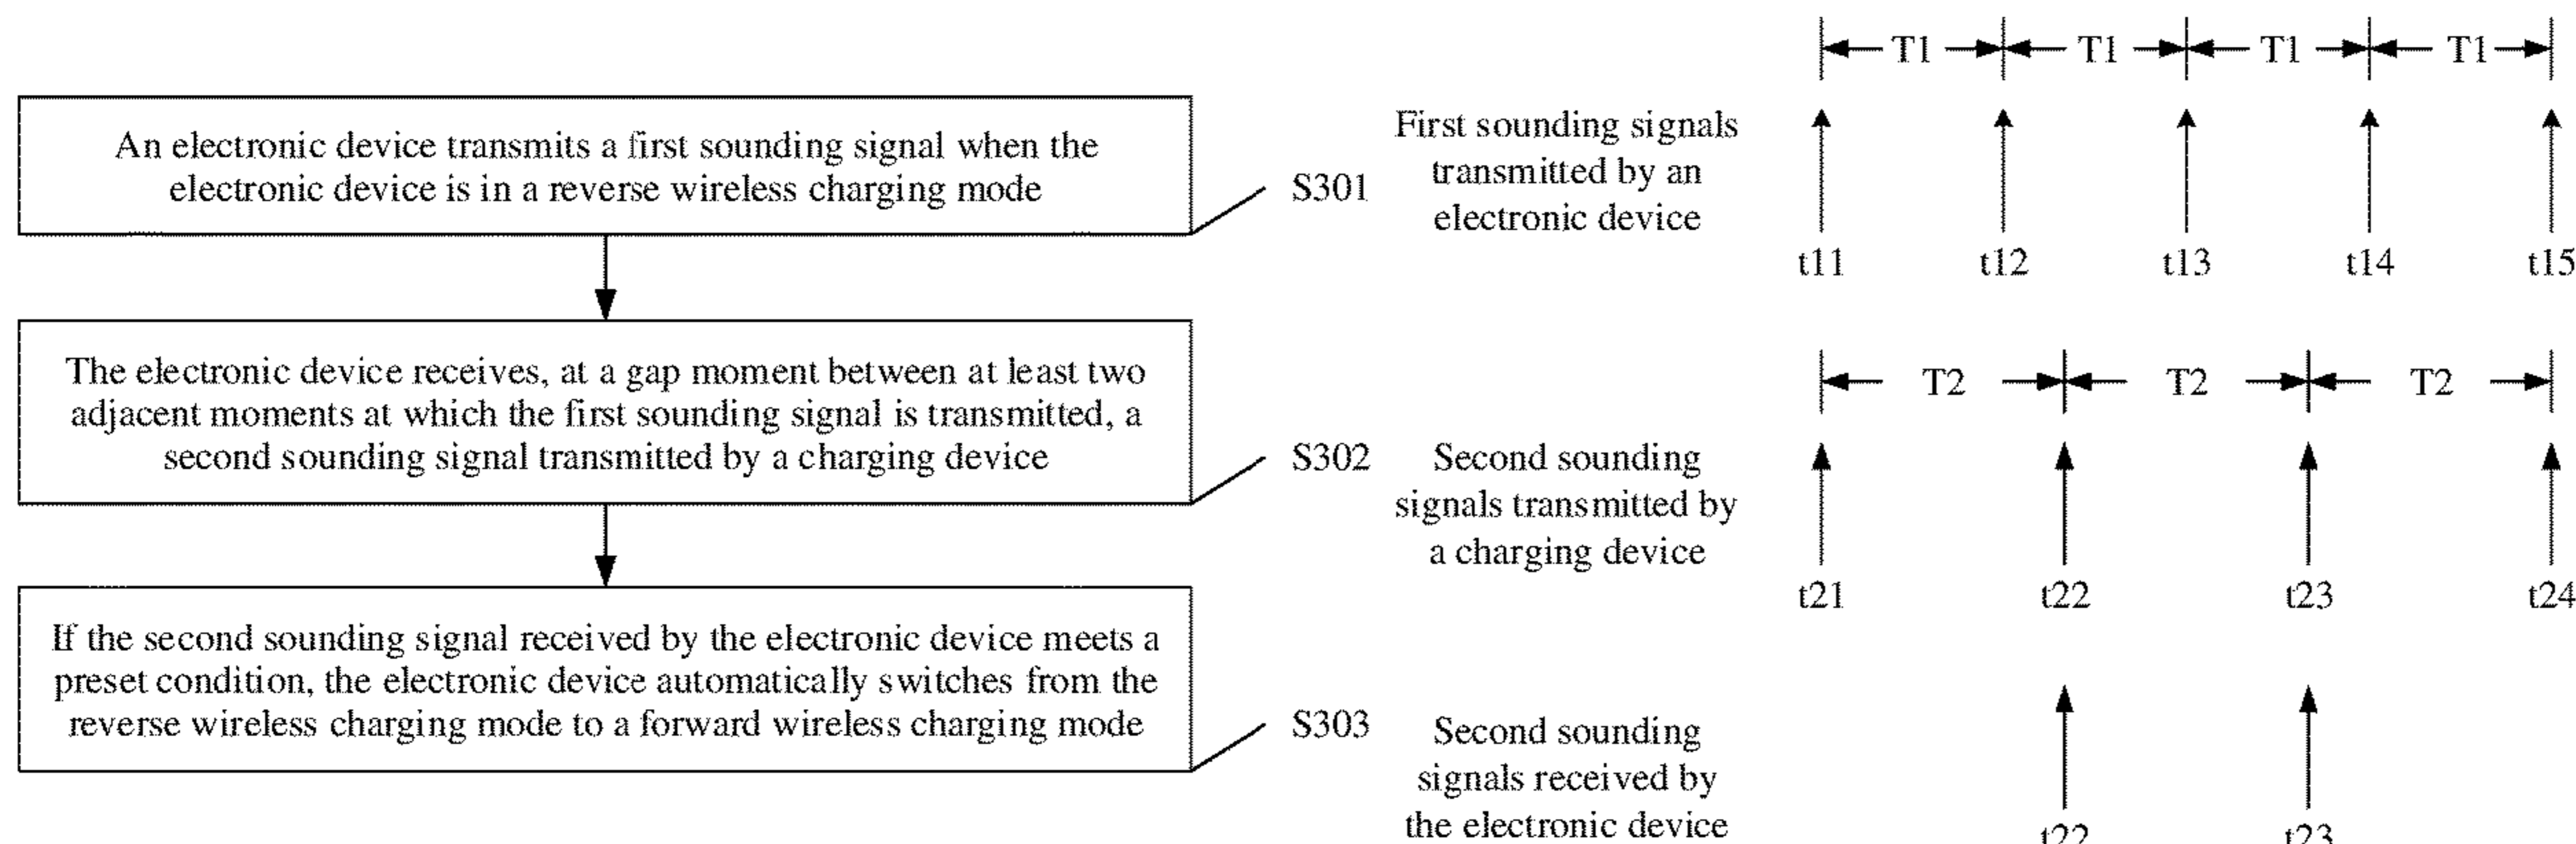 An electronic device transmits a first sounding signal when the
electronic device is in a reverse wireless charging mode
S301
The electronic device receives, at a gap moment between at least two
adjacent moments at which the first sounding signal is transmitted, a
second sounding signal transmitted by a charging device
S302
If the second sounding signal received by the electronic device meets a
preset condition, the electronic device automatically switches from the
reverse wireless charging mode to a forward wireless charging mode
S303
T1 T1 T1 T1
First sounding signals
transmitted by an
electronic device
t11 t12 t13 t14 t15
T2 T2 T2
Second sounding
signals transmitted by
a charging device
t21 t22 t23 t24
Second sounding
signals received by
the electronic device
t22 t23